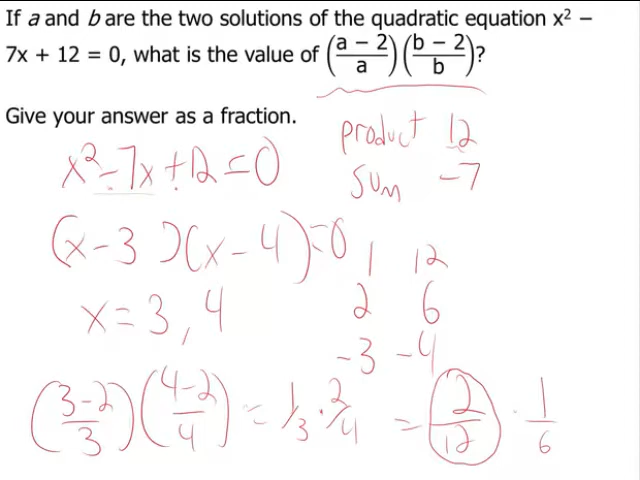 If a and b are the two solutions of the quadratic equation x² −
7x + 12 = 0, what is the value of ((a − 2)/a)((b − 2)/b)?
Give your answer as a fraction.
product 12
x² − 7x + 12 = 0
sum −7
(x − 3)(x − 4) = 0
1 12
x = 3, 4
2 6
−3 −4
((3−2)/3)((4−2)/4) = 1/3 · 2/4 = 2/12 · 1/6